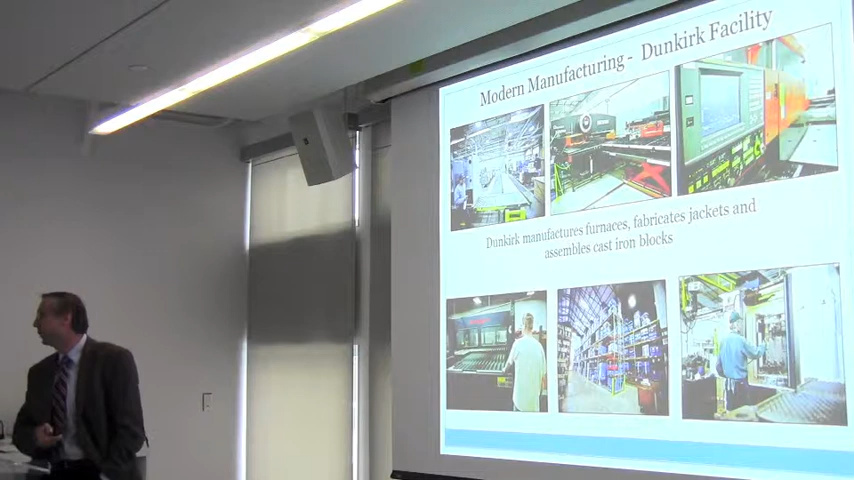 Modern Manufacturing - Dunkirk Facility
Dunkirk manufactures furnaces, fabricates jackets and
assembles cast iron blocks